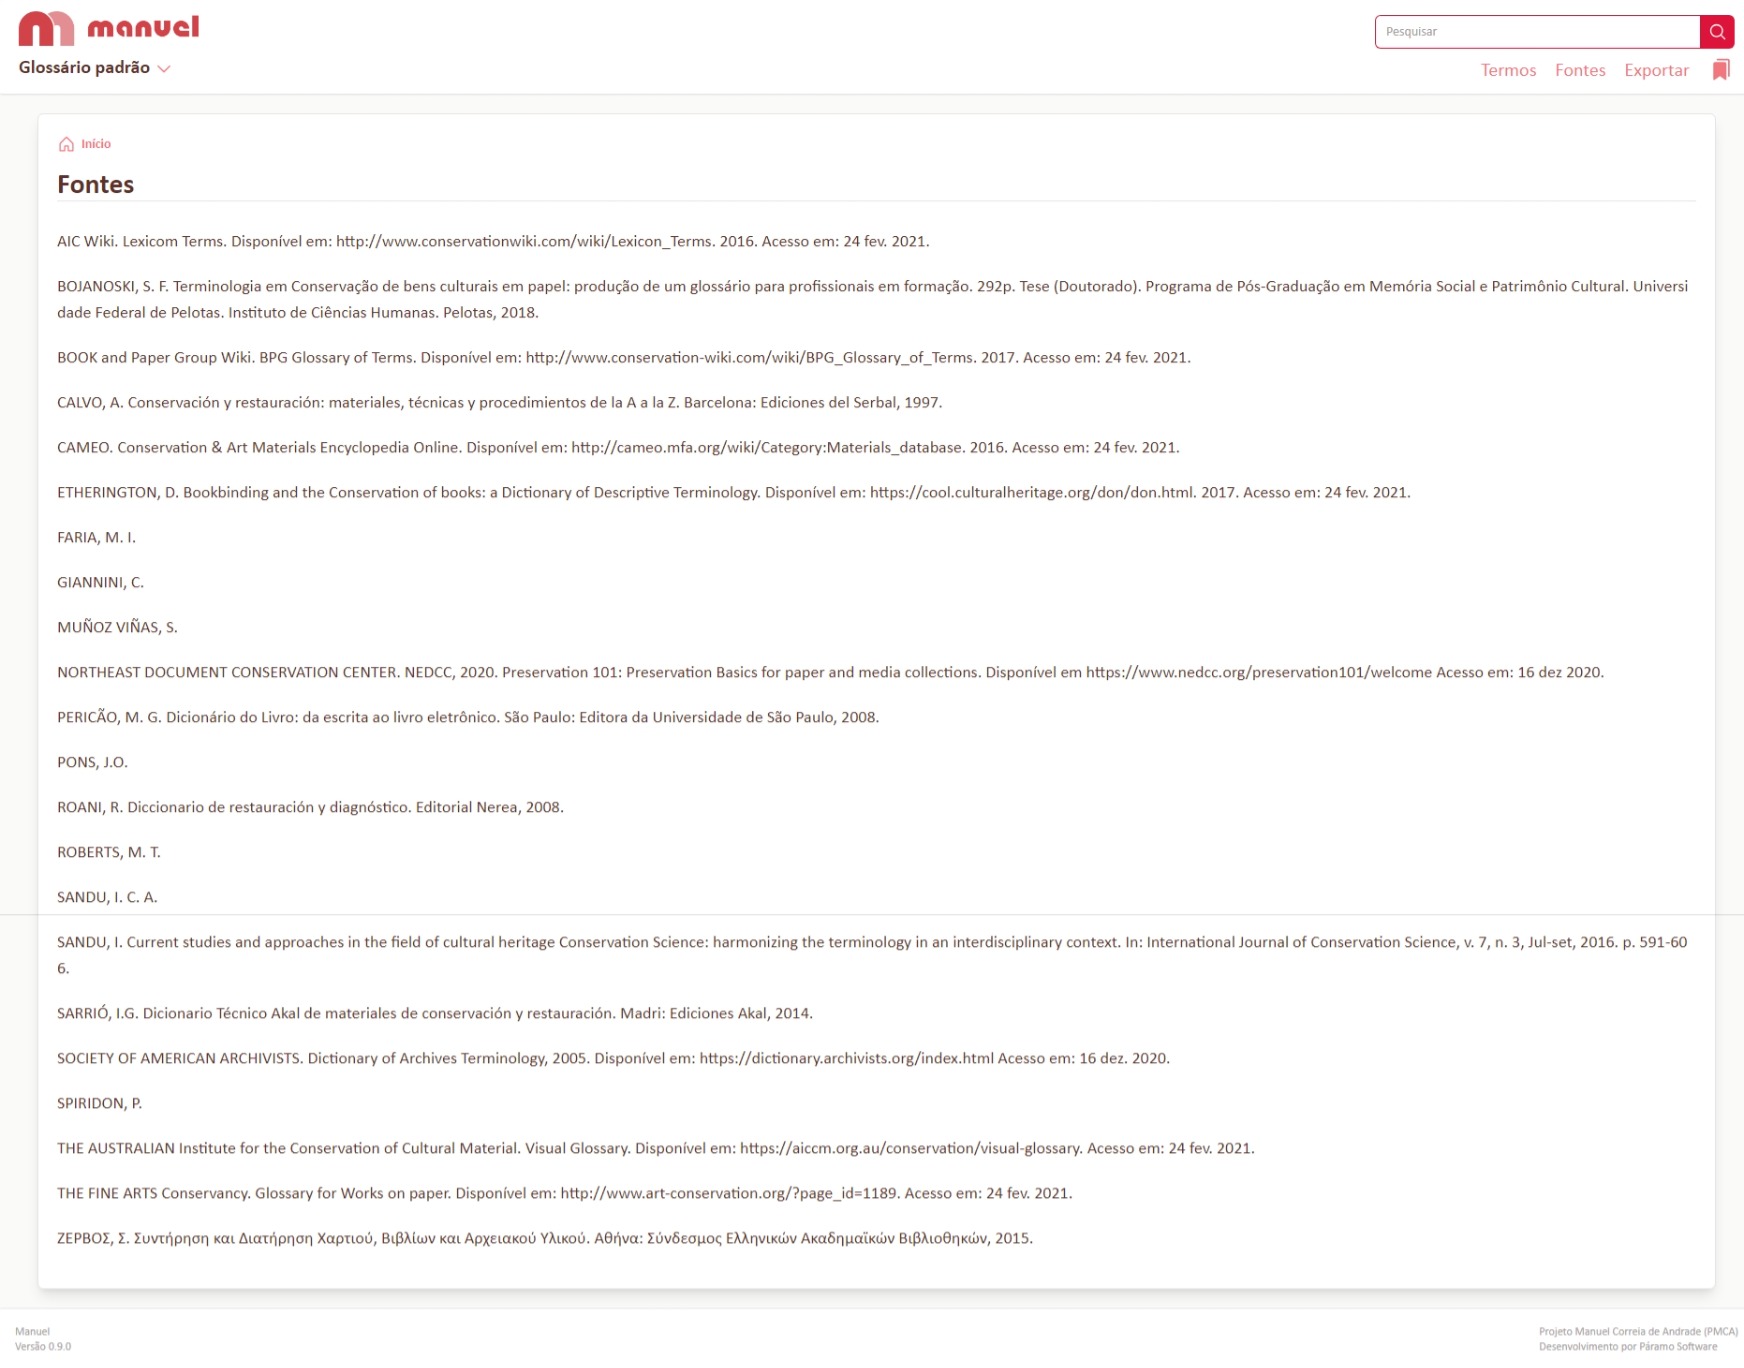 manuel
Pesquisar
Glossário padrão
Termos Fontes Exportar
Início
Fontes
AIC Wiki. Lexicom Terms. Disponível em: http://www.conservationwiki.com/wiki/Lexicon_Terms. 2016. Acesso em: 24 fev. 2021.
BOJANOSKI, S. F. Terminologia em Conservação de bens culturais em papel: produção de um glossário para profissionais em formação. 292p. Tese (Doutorado). Programa de Pós-Graduação em Memória Social e Patrimônio Cultural. Universi
dade Federal de Pelotas. Instituto de Ciências Humanas. Pelotas, 2018.
BOOK and Paper Group Wiki. BPG Glossary of Terms. Disponível em: http://www.conservation-wiki.com/wiki/BPG_Glossary_of_Terms. 2017. Acesso em: 24 fev. 2021.
CALVO, A. Conservación y restauración: materiales, técnicas y procedimientos de la A a la Z. Barcelona: Ediciones del Serbal, 1997.
CAMEO. Conservation & Art Materials Encyclopedia Online. Disponível em: http://cameo.mfa.org/wiki/Category:Materials_database. 2016. Acesso em: 24 fev. 2021.
ETHERINGTON, D. Bookbinding and the Conservation of books: a Dictionary of Descriptive Terminology. Disponível em: https://cool.culturalheritage.org/don/don.html. 2017. Acesso em: 24 fev. 2021.
FARIA, M. I.
GIANNINI, C.
MUÑOZ VIÑAS, S.
NORTHEAST DOCUMENT CONSERVATION CENTER. NEDCC, 2020. Preservation 101: Preservation Basics for paper and media collections. Disponível em https://www.nedcc.org/preservation101/welcome Acesso em: 16 dez 2020.
PERICÃO, M. G. Dicionário do Livro: da escrita ao livro eletrônico. São Paulo: Editora da Universidade de São Paulo, 2008.
PONS, J.O.
ROANI, R. Diccionario de restauración y diagnóstico. Editorial Nerea, 2008.
ROBERTS, M. T.
SANDU, I. C. A.
SANDU, I. Current studies and approaches in the field of cultural heritage Conservation Science: harmonizing the terminology in an interdisciplinary context. In: International Journal of Conservation Science, v. 7, n. 3, Jul-set, 2016. p. 591-60
6.
SARRIÓ, I.G. Dicionario Técnico Akal de materiales de conservación y restauración. Madri: Ediciones Akal, 2014.
SOCIETY OF AMERICAN ARCHIVISTS. Dictionary of Archives Terminology, 2005. Disponível em: https://dictionary.archivists.org/index.html Acesso em: 16 dez. 2020.
SPIRIDON, P.
THE AUSTRALIAN Institute for the Conservation of Cultural Material. Visual Glossary. Disponível em: https://aiccm.org.au/conservation/visual-glossary. Acesso em: 24 fev. 2021.
THE FINE ARTS Conservancy. Glossary for Works on paper. Disponível em: http://www.art-conservation.org/?page_id=1189. Acesso em: 24 fev. 2021.
ΖΕΡΒΟΣ, Σ. Συντήρηση και Διατήρηση Χαρτιού, Βιβλίων και Αρχειακού Υλικού. Αθήνα: Σύνδεσμος Ελληνικών Ακαδημαϊκών Βιβλιοθηκών, 2015.
Manuel
Versão 0.9.0
Projeto Manuel Correia de Andrade (PMCA)
Desenvolvimento por Páramo Software